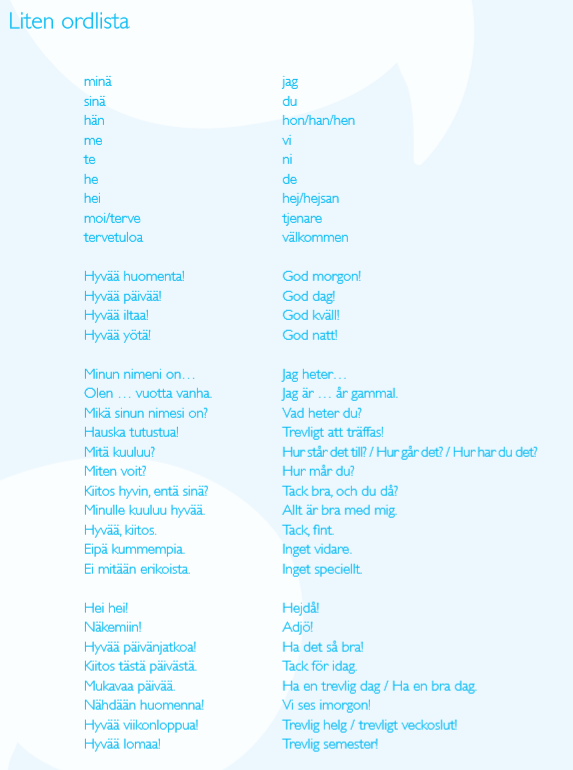 Liten ordlista
minä jag
sinä du
hän hon/han/hen
me vi
te ni
he de
hei hej/hejsan
moi/terve tjenare
tervetuloa välkommen
Hyvää huomenta! God morgon!
Hyvää päivää! God dag!
Hyvää iltaa! God kväll!
Hyvää yötä! God natt!
Minun nimeni on… Jag heter…
Olen … vuotta vanha. Jag är … år gammal.
Mikä sinun nimesi on? Vad heter du?
Hauska tutustua! Trevligt att träffas!
Mitä kuuluu? Hur står det till? / Hur går det? / Hur har du det?
Miten voit? Hur mår du?
Kiitos hyvin, entä sinä? Tack bra, och du då?
Minulle kuuluu hyvää. Allt är bra med mig.
Hyvää, kiitos. Tack, fint.
Eipä kummempia. Inget vidare.
Ei mitään erikoista. Inget speciellt.
Hei hei! Hejdå!
Näkemiin! Adjö!
Hyvää päivänjatkoa! Ha det så bra!
Kiitos tästä päivästä. Tack för idag.
Mukavaa päivää. Ha en trevlig dag / Ha en bra dag.
Nähdään huomenna! Vi ses imorgon!
Hyvää viikonloppua! Trevlig helg / trevligt veckoslut!
Hyvää lomaa! Trevlig semester!